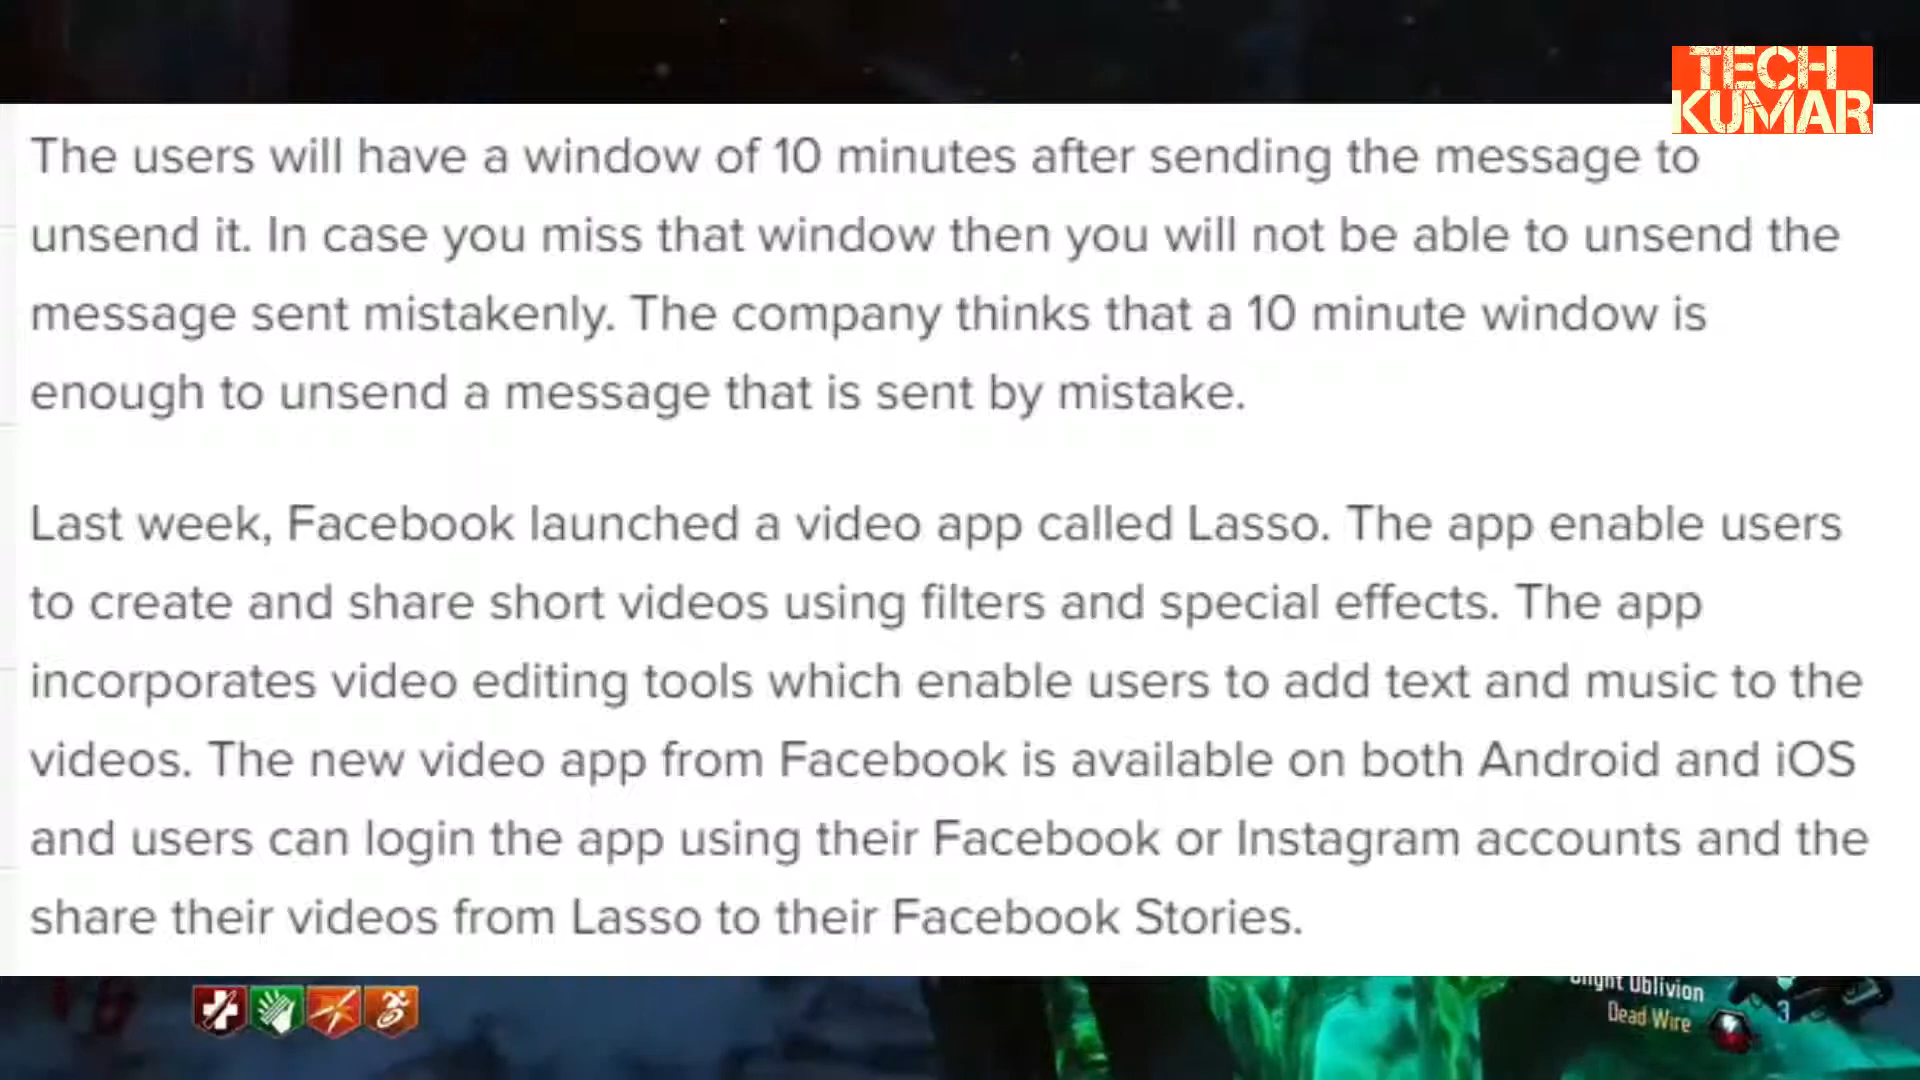 TECH
KUMAR
The users will have a window of 10 minutes after sending the message to
unsend it. In case you miss that window then you will not be able to unsend the
message sent mistakenly. The company thinks that a 10 minute window is
enough to unsend a message that is sent by mistake.
Last week, Facebook launched a video app called Lasso. The app enable users
to create and share short videos using filters and special effects. The app
incorporates video editing tools which enable users to add text and music to the
videos. The new video app from Facebook is available on both Android and iOS
and users can login the app using their Facebook or Instagram accounts and the
share their videos from Lasso to their Facebook Stories.
Oblivion
Dead Wire
3